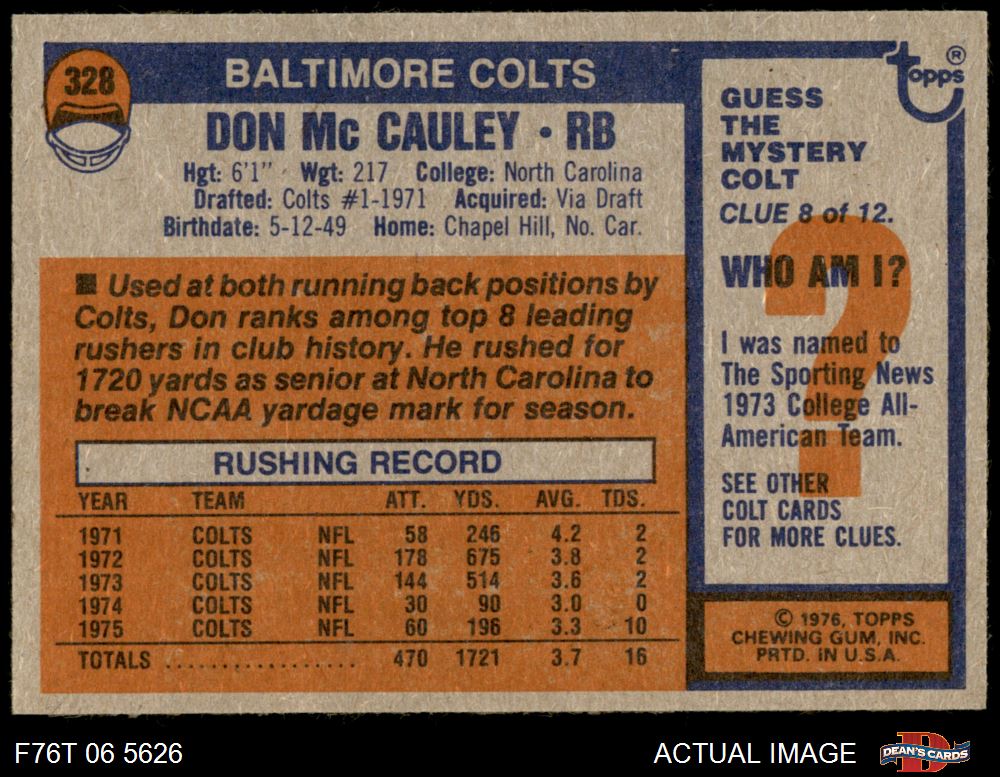 328
BALTIMORE COLTS
DON Mc CAULEY • RB
Hgt: 6'1" Wgt: 217 College: North Carolina
Drafted: Colts #1-1971 Acquired: Via Draft
Birthdate: 5-12-49 Home: Chapel Hill, No. Car.
■ Used at both running back positions by
Colts, Don ranks among top 8 leading
rushers in club history. He rushed for
1720 yards as senior at North Carolina to
break NCAA yardage mark for season.
RUSHING RECORD
YEAR TEAM ATT. YDS. AVG. TDS.
1971 COLTS NFL 58 246 4.2 2
1972 COLTS NFL 178 675 3.8 2
1973 COLTS NFL 144 514 3.6 2
1974 COLTS NFL 30 90 3.0 0
1975 COLTS NFL 60 196 3.3 10
TOTALS .................. 470 1721 3.7 16
topps ®
GUESS
THE
MYSTERY
COLT
CLUE 8 of 12.
WHO AM I?
?
I was named to
The Sporting News
1973 College All-
American Team.
SEE OTHER
COLT CARDS
FOR MORE CLUES.
© 1976, TOPPS
CHEWING GUM, INC.
PRTD. IN U.S.A.
F76T 06 5626
ACTUAL IMAGE
D
DEAN'S CARDS